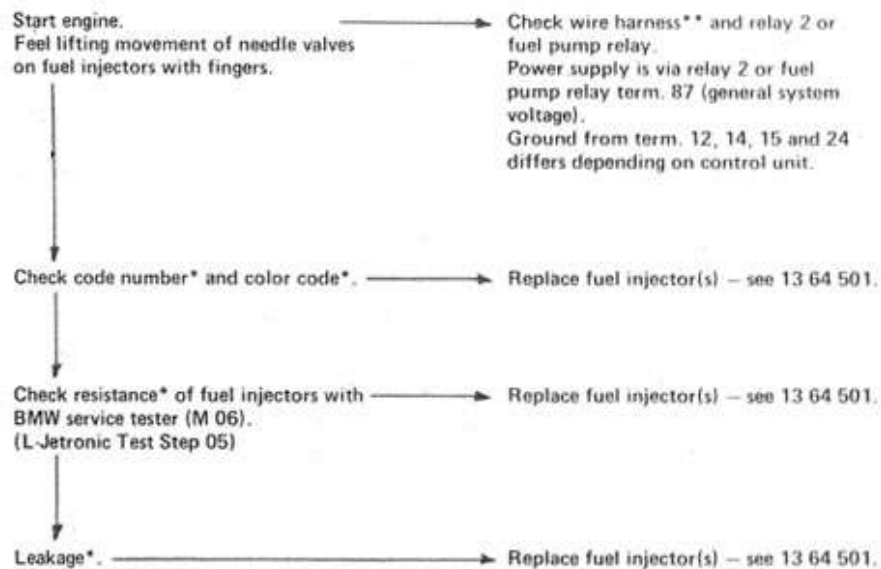 Start engine.
Feel lifting movement of needle valves
on fuel injectors with fingers.
Check wire harness** and relay 2 or
fuel pump relay.
Power supply is via relay 2 or fuel
pump relay term. 87 (general system
voltage).
Ground from term. 12, 14, 15 and 24
differs depending on control unit.
Check code number* and color code*.
Replace fuel injector(s) — see 13 64 501.
Check resistance* of fuel injectors with
BMW service tester (M 06).
(L-Jetronic Test Step 05)
Replace fuel injector(s) — see 13 64 501.
Leakage*.
Replace fuel injector(s) — see 13 64 501.